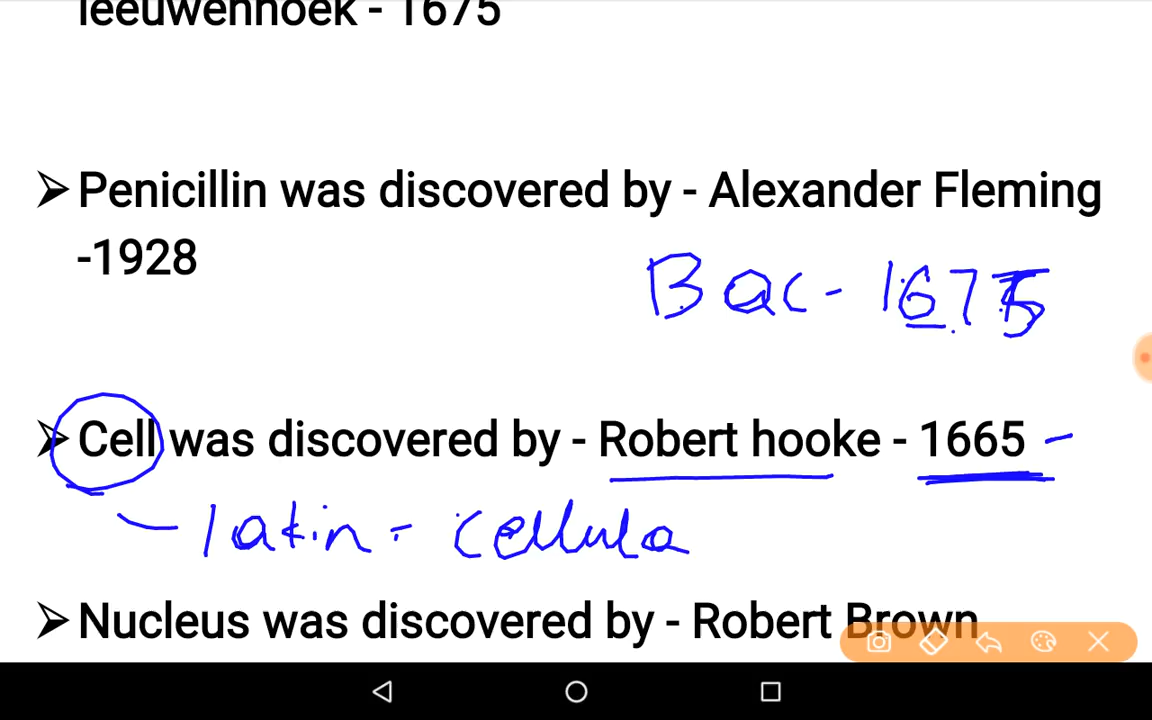 leeuwenhoek - 1675
➢ Penicillin was discovered by - Alexander Fleming
-1928
Bac - 1675
➢ Cell was discovered by - Robert hooke - 1665 -
- latin - cellula
➢ Nucleus was discovered by - Robert Brown